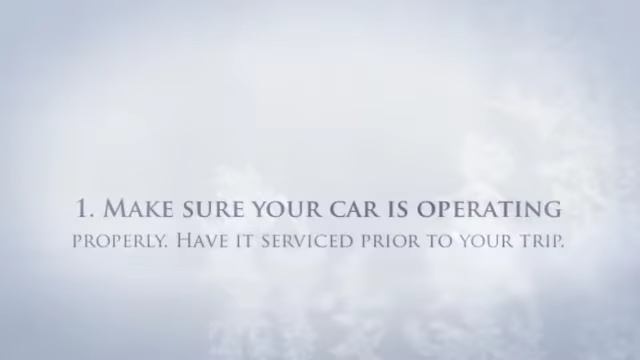 1. Make sure your car is operating
properly. Have it serviced prior to your trip.